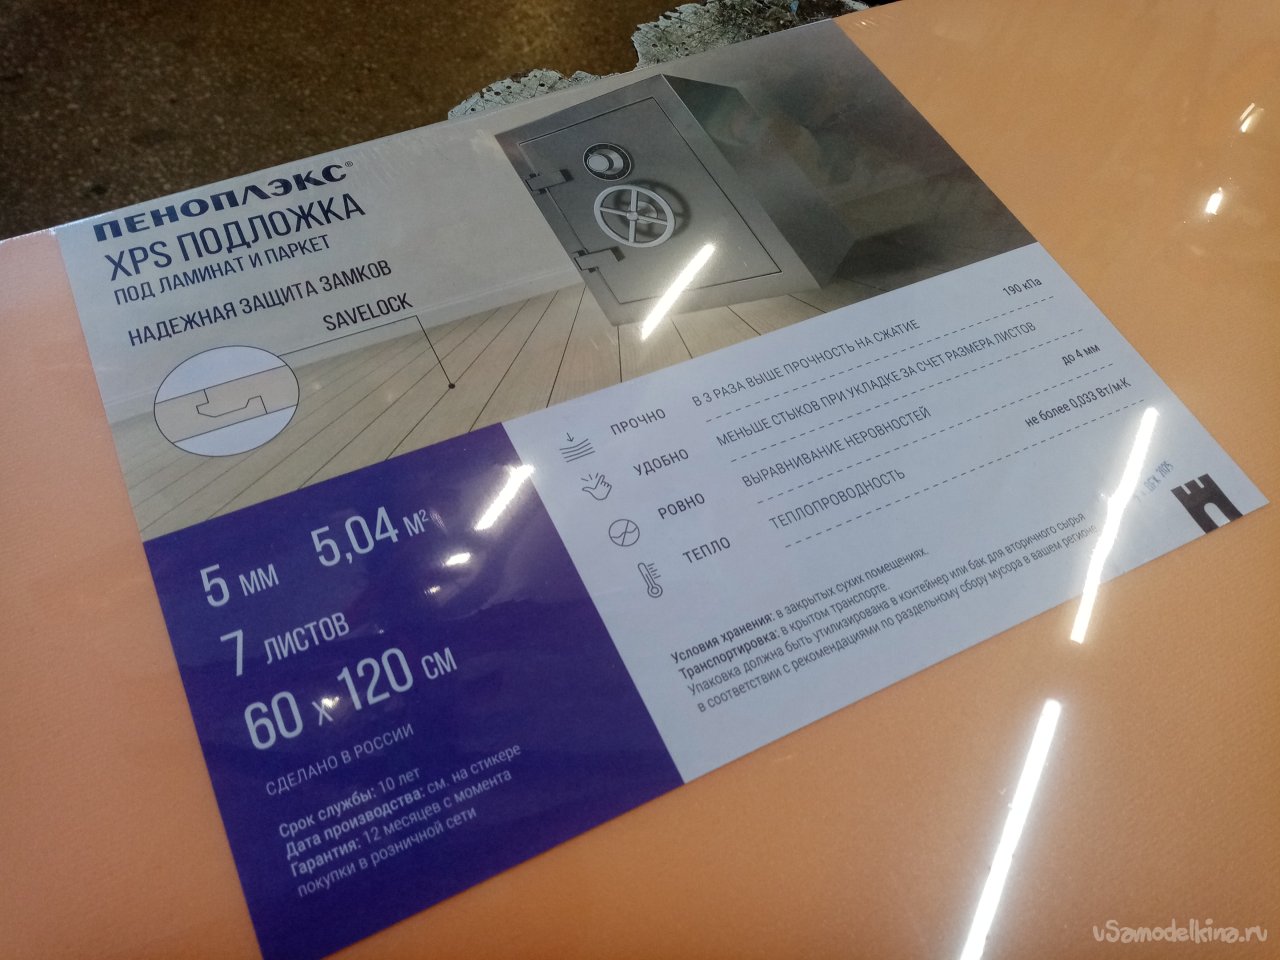 ПЕНОПЛЭКС®
XPS ПОДЛОЖКА
ПОД ЛАМИНАТ И ПАРКЕТ
НАДЕЖНАЯ ЗАЩИТА ЗАМКОВ
SAVELOCK
ПРОЧНО В 3 РАЗА ВЫШЕ ПРОЧНОСТЬ НА СЖАТИЕ 190 кПа
УДОБНО МЕНЬШЕ СТЫКОВ ПРИ УКЛАДКЕ ЗА СЧЕТ РАЗМЕРА ЛИСТОВ
РОВНО ВЫРАВНИВАНИЕ НЕРОВНОСТЕЙ до 4 мм
ТЕПЛО ТЕПЛОПРОВОДНОСТЬ не более 0,033 Вт/м·К
5 мм 5,04 м²
7 листов
60 х 120 см
СДЕЛАНО В РОССИИ
Срок службы: 10 лет
Дата производства: см. на стикере
Гарантия: 12 месяцев с момента
покупки в розничной сети
Условия хранения: в закрытых сухих помещениях.
Транспортировка: в крытом транспорте.
Упаковка должна быть утилизирована в контейнер или бак для вторичного сырья
в соответствии с рекомендациями по раздельному сбору мусора в вашем регионе
uSamodelkina.ru